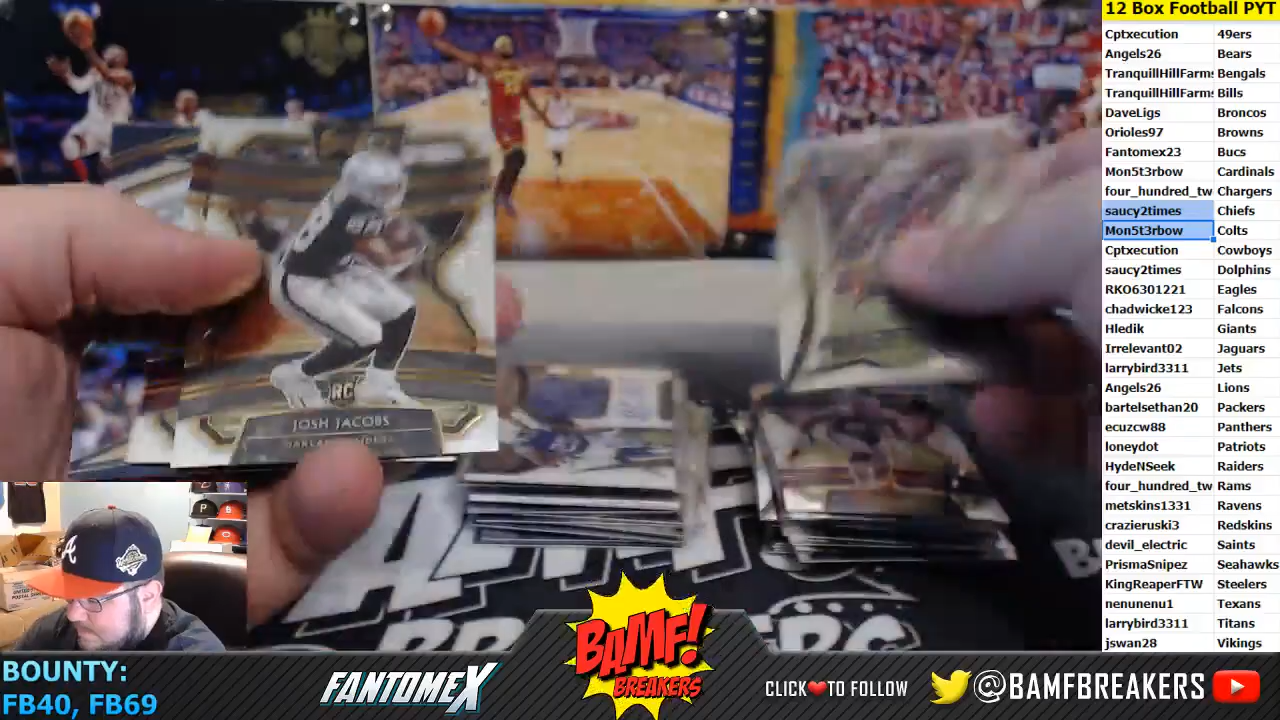 12 Box Football PYT
Cptxecution 49ers
Angels26 Bears
TranquillHillFarms Bengals
TranquillHillFarms Bills
DaveLigs Broncos
Orioles97 Browns
Fantomex23 Bucs
Mon5t3rbow Cardinals
four_hundred_tw Chargers
saucy2times Chiefs
Mon5t3rbow Colts
Cptxecution Cowboys
saucy2times Dolphins
RKO6301221 Eagles
chadwicke123 Falcons
Hledik Giants
Irrelevant02 Jaguars
larrybird3311 Jets
Angels26 Lions
bartelsethan20 Packers
ecuzcw88 Panthers
loneydot Patriots
HydeNSeek Raiders
four_hundred_tw Rams
metskins1331 Ravens
crazieruski3 Redskins
devil_electric Saints
PrismaSnipez Seahawks
KingReaperFTW Steelers
nenunenu1 Texans
larrybird3311 Titans
jswan28 Vikings
RC
JOSH JACOBS
BOUNTY:
FB40, FB69
FANTOMEX
BAMF!
BREAKERS
CLICK TO FOLLOW
@BAMFBREAKERS